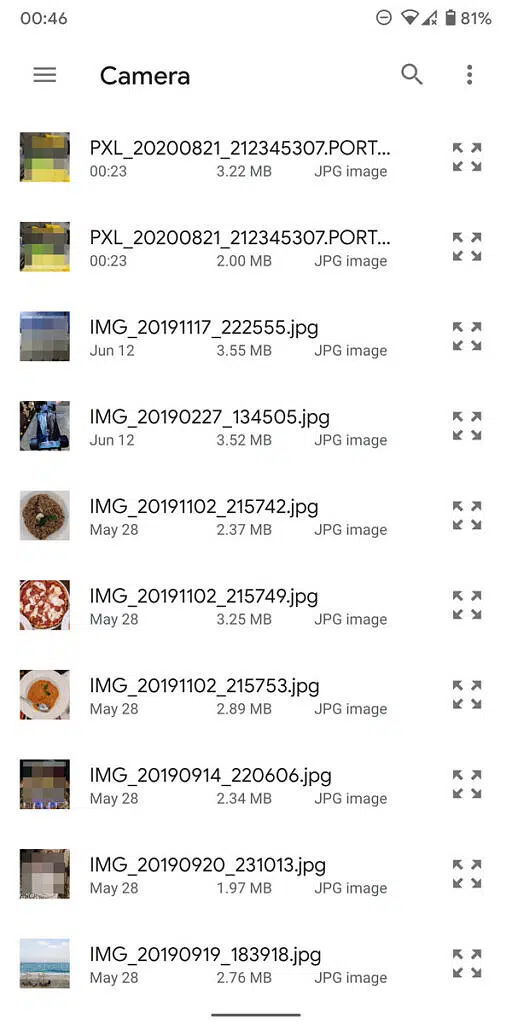 00:46
81%
Camera
PXL_20200821_212345307.PORT...
00:23 3.22 MB JPG image
PXL_20200821_212345307.PORT...
00:23 2.00 MB JPG image
IMG_20191117_222555.jpg
Jun 12 3.55 MB JPG image
IMG_20190227_134505.jpg
Jun 12 3.52 MB JPG image
IMG_20191102_215742.jpg
May 28 2.37 MB JPG image
IMG_20191102_215749.jpg
May 28 3.25 MB JPG image
IMG_20191102_215753.jpg
May 28 2.89 MB JPG image
IMG_20190914_220606.jpg
May 28 2.34 MB JPG image
IMG_20190920_231013.jpg
May 28 1.97 MB JPG image
IMG_20190919_183918.jpg
May 28 2.76 MB JPG image